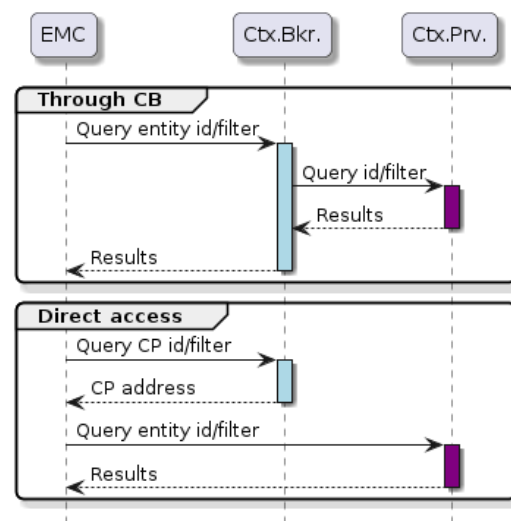 EMC
Ctx.Bkr.
Ctx.Prv.
Through CB
Query entity id/filter
Query id/filter
Results
Results
Direct access
Query CP id/filter
CP address
Query entity id/filter
Results